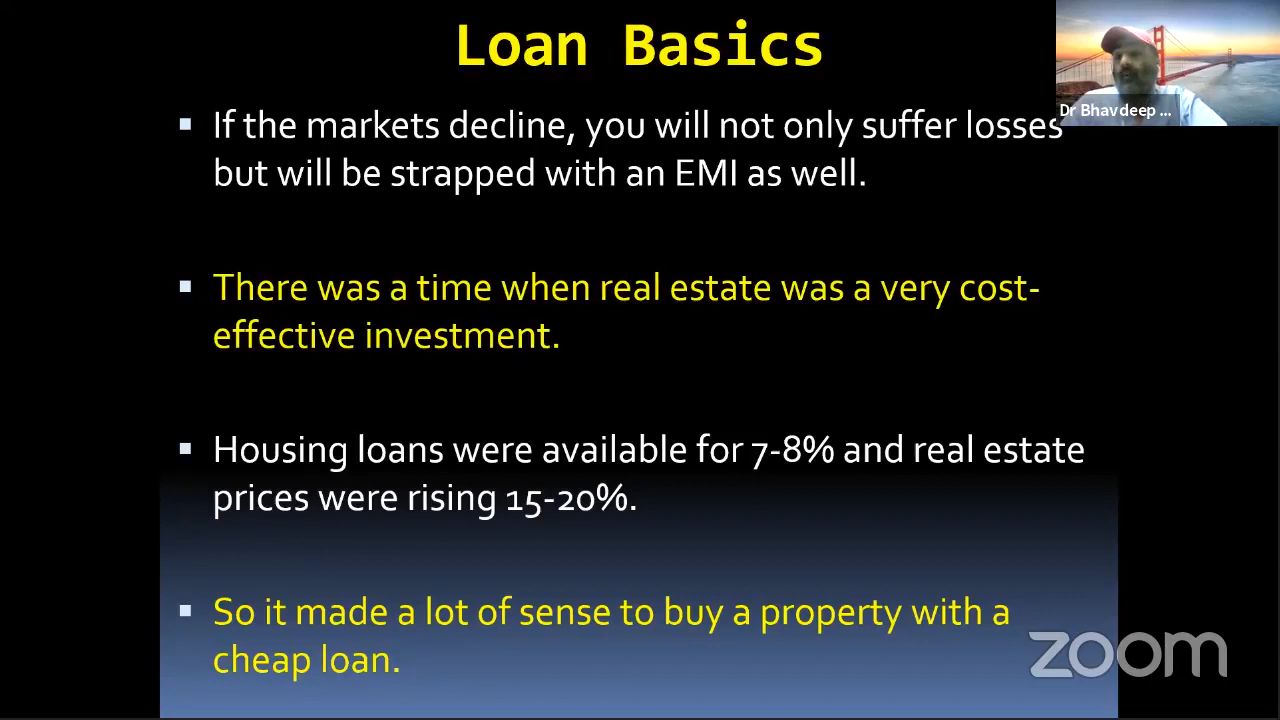 Loan Basics
If the markets decline, you will not only suffer losses
but will be strapped with an EMI as well.
There was a time when real estate was a very cost-
effective investment.
Housing loans were available for 7-8% and real estate
prices were rising 15-20%.
So it made a lot of sense to buy a property with a
cheap loan.
Dr Bhavdeep ...
zoom